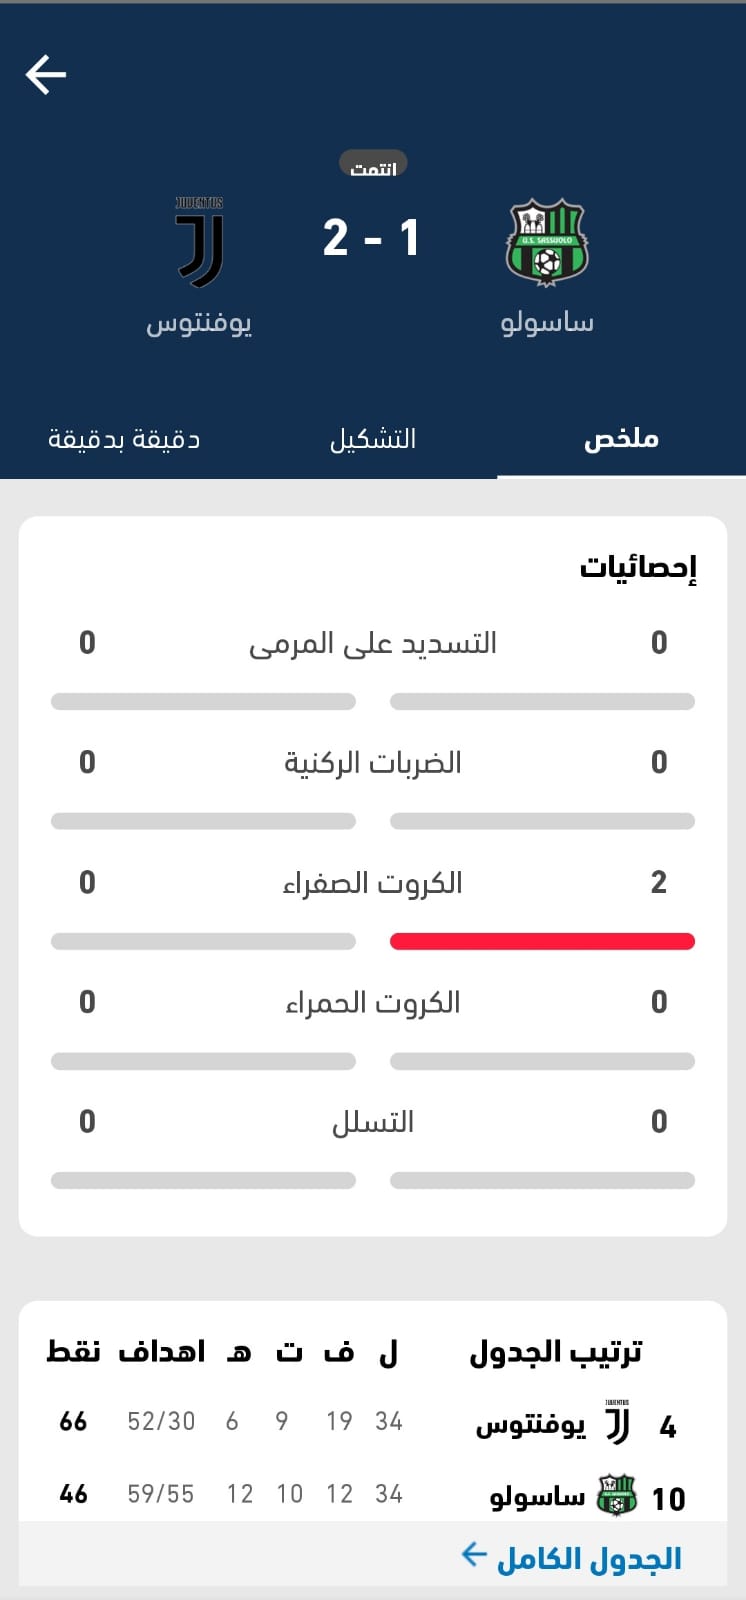 انتهت
JUVENTUS
2 - 1
U.S. SASSUOLO
ساسولو
يوفنتوس
ملخص
التشكيل
دقيقة بدقيقة
إحصائيات
0 التسديد على المرمى 0
0 الضربات الركنية 0
2 الكروت الصفراء 0
0 الكروت الحمراء 0
0 التسلل 0
ترتيب الجدول ل ف ت هـ اهداف نقط
4 يوفنتوس 34 19 9 6 52/30 66
10 ساسولو 34 12 10 12 59/55 46
الجدول الكامل